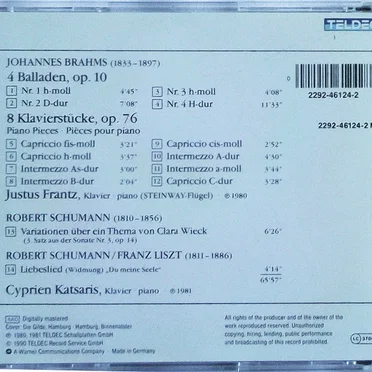 TELDEC
JOHANNES BRAHMS (1833-1897)
4 Balladen, op. 10
1 Nr. 1 h-moll 4'45" 3 Nr. 3 h-moll 4'08"
2 Nr. 2 D-dur 7'08" 4 Nr. 4 H-dur 11'33"
8 Klavierstücke, op. 76
Piano Pieces · Pièces pour piano
5 Capriccio fis-moll 3'21" 9 Capriccio cis-moll 2'52"
6 Capriccio h-moll 3'37" 10 Intermezzo A-dur 4'30"
7 Intermezzo As-dur 3'00" 11 Intermezzo a-moll 3'44"
8 Intermezzo B-dur 2'04" 12 Capriccio C-dur 3'28"
Justus Frantz, Klavier · piano (STEINWAY-Flügel) · ℗ 1980
ROBERT SCHUMANN (1810-1856)
13 Variationen über ein Thema von Clara Wieck 6'26"
(3. Satz aus der Sonate Nr. 3, op. 14)
ROBERT SCHUMANN/FRANZ LISZT (1811-1886)
14 Liebeslied (Widmung) „Du meine Seele" 4'14"
65'57"
Cyprien Katsaris, Klavier · piano · ℗ 1981
0
2292-46124-2
2292-46124-2
Digitally mastered
Cover: Die Gilde, Hamburg · Hamburg, Binnenalster
℗ 1980, 1981 TELDEC Schallplatten GmbH
© 1990 TELDEC Record Service GmbH
A Warner Communications Company · Made in Germany
All rights of the producer and of the owner of the
work reproduced reserved. Unauthorized
copying, hiring, lending, public performance
and broadcasting of this record prohibited.
LC 3706